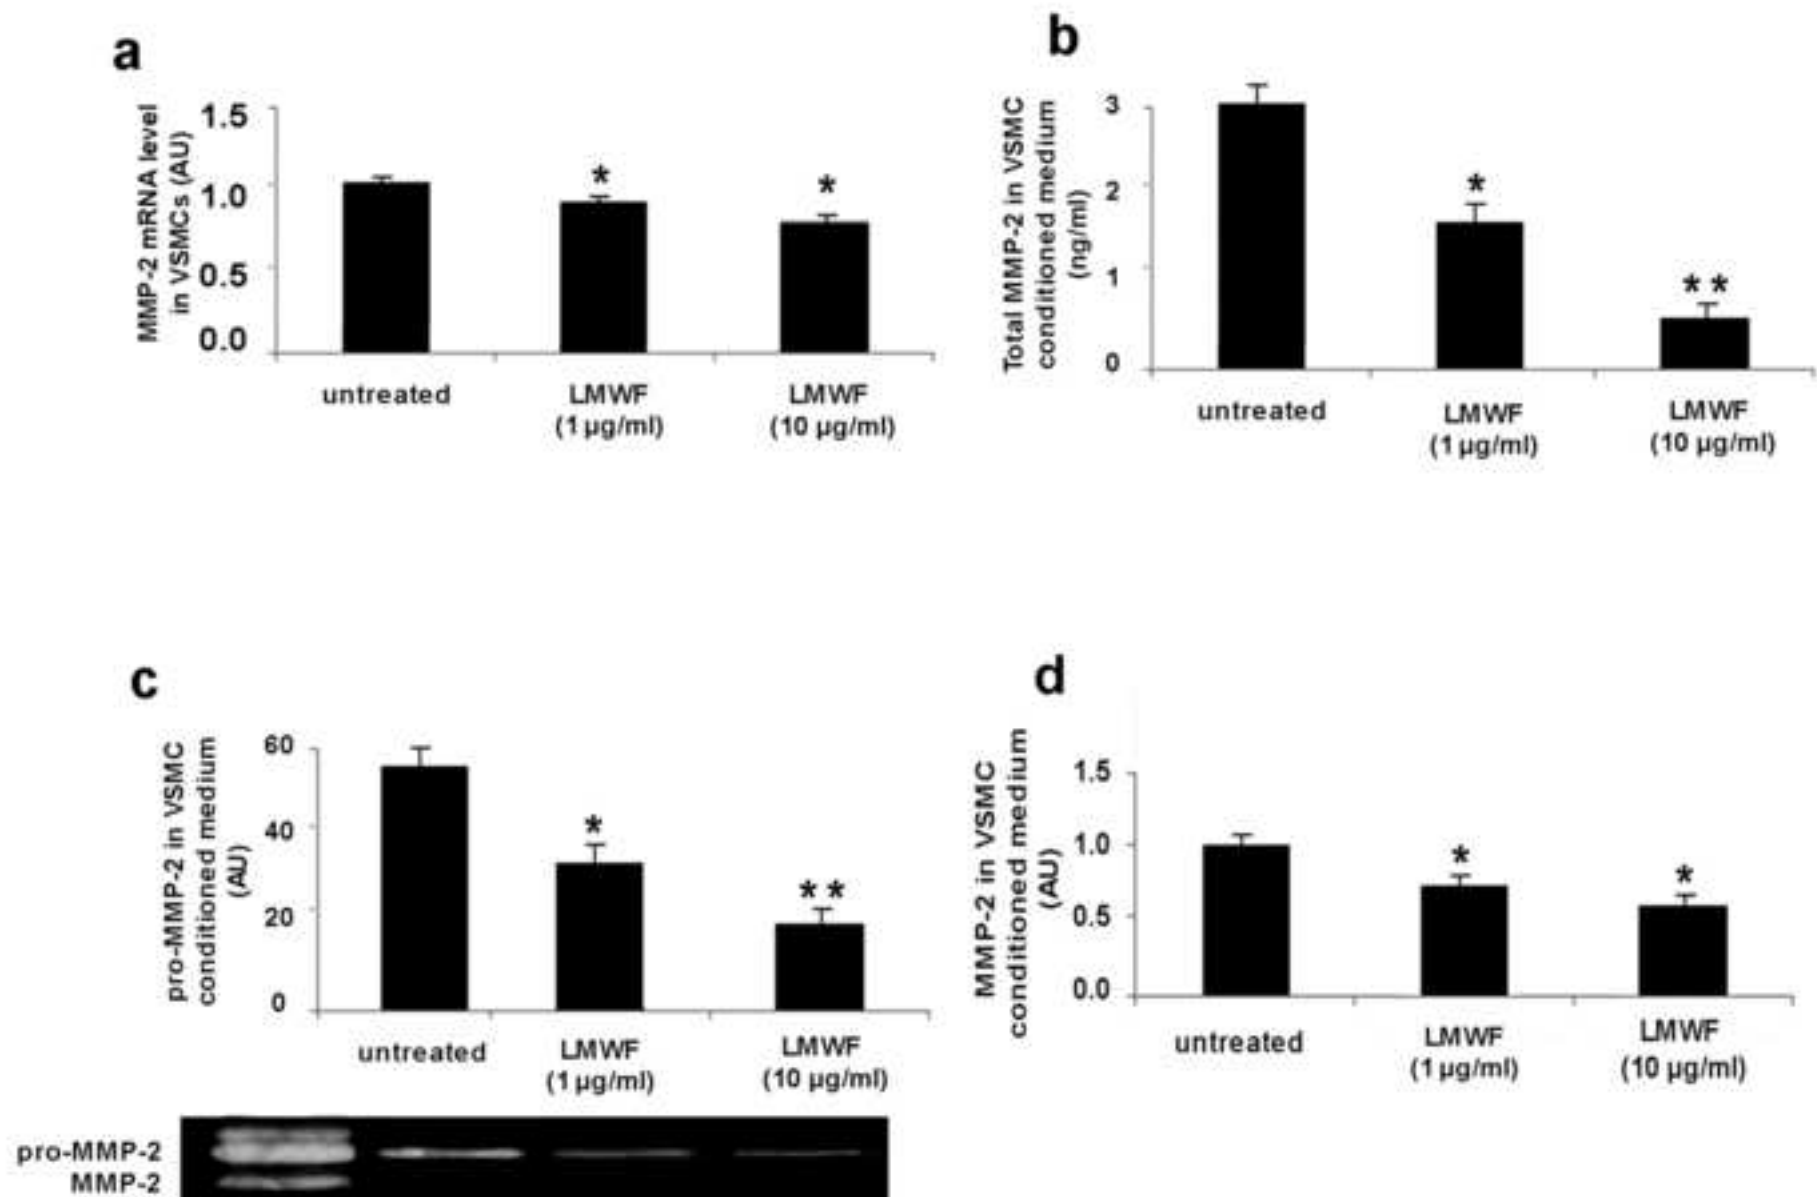 a
MMP-2 mRNA level
in VSMCs (AU)
1.5
1.0
0.5
0.0
*
*
untreated
LMWF
(1 µg/ml)
LMWF
(10 µg/ml)
b
Total MMP-2 in VSMC
conditioned medium
(ng/ml)
3
2
1
0
*
**
untreated
LMWF
(1 µg/ml)
LMWF
(10 µg/ml)
c
pro-MMP-2 in VSMC
conditioned medium
(AU)
60
40
20
0
*
**
untreated
LMWF
(1 µg/ml)
LMWF
(10 µg/ml)
pro-MMP-2
MMP-2
d
MMP-2 in VSMC
conditioned medium
(AU)
1.5
1.0
0.5
0.0
*
*
untreated
LMWF
(1 µg/ml)
LMWF
(10 µg/ml)